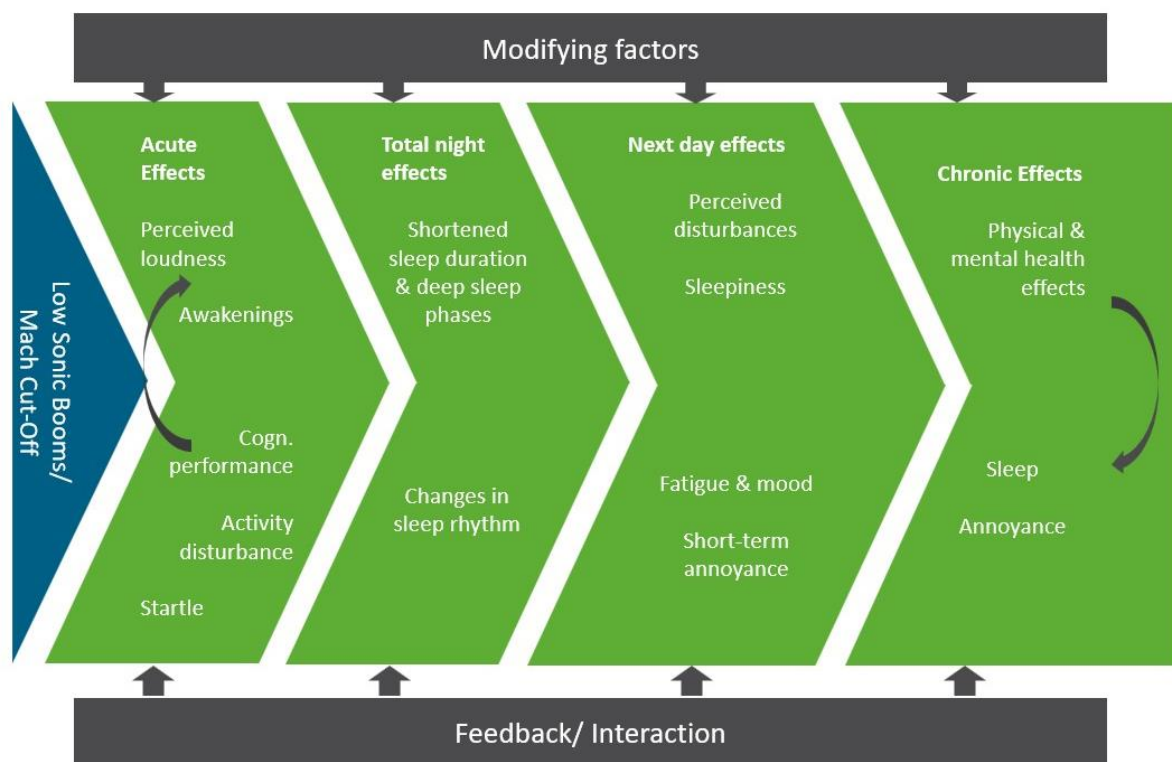 Modifying factors
Low Sonic Booms/
Mach Cut-Off
Acute
Effects
Perceived
loudness
Awakenings
Cogn.
performance
Activity
disturbance
Startle
Total night
effects
Shortened
sleep duration
& deep sleep
phases
Changes in
sleep rhythm
Next day effects
Perceived
disturbances
Sleepiness
Fatigue & mood
Short-term
annoyance
Chronic Effects
Physical &
mental health
effects
Sleep
Annoyance
Feedback/ Interaction